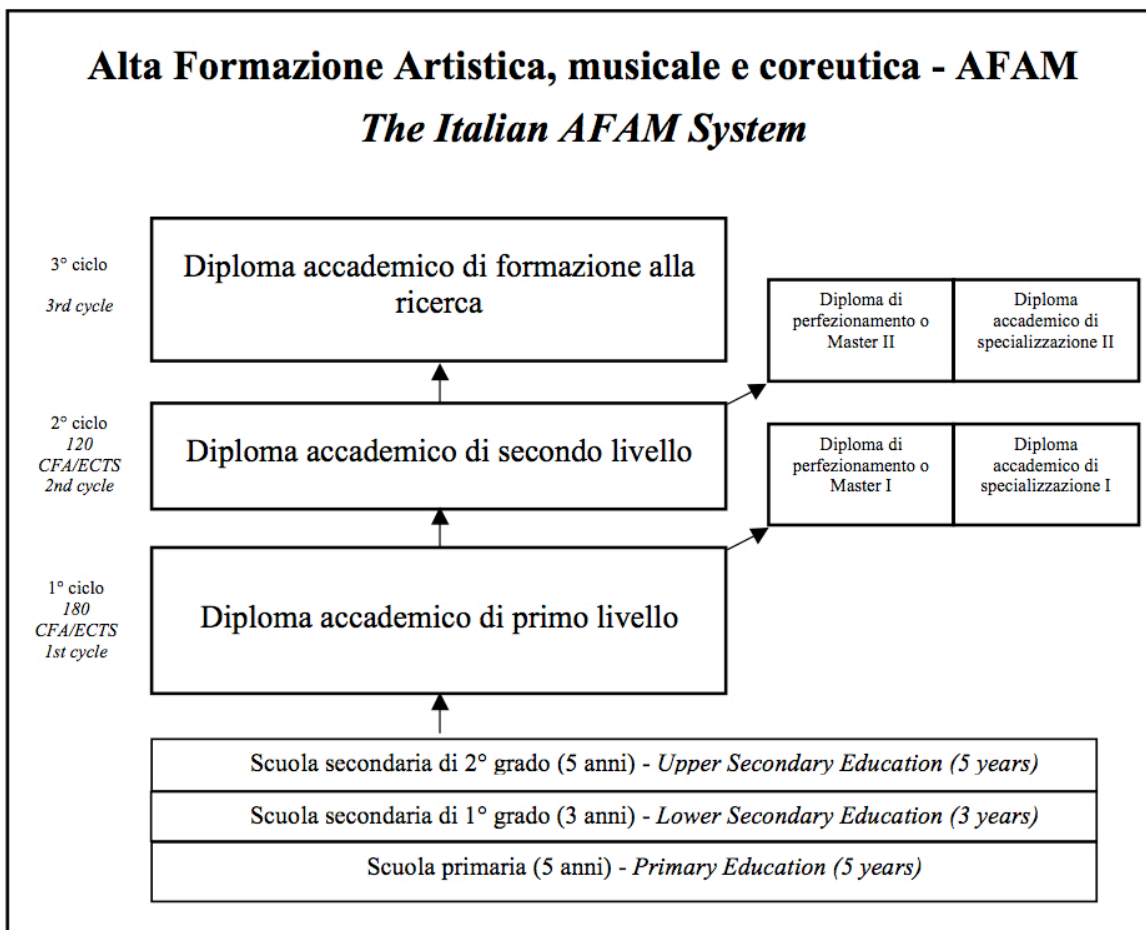 Alta Formazione Artistica, musicale e coreutica - AFAM
The Italian AFAM System
3° ciclo
3rd cycle
Diploma accademico di formazione alla
ricerca
Diploma di
perfezionamento o
Master II
Diploma
accademico di
specializzazione II
2° ciclo
120
CFA/ECTS
2nd cycle
Diploma accademico di secondo livello
Diploma di
perfezionamento o
Master I
Diploma
accademico di
specializzazione I
1° ciclo
180
CFA/ECTS
1st cycle
Diploma accademico di primo livello
Scuola secondaria di 2° grado (5 anni) - Upper Secondary Education (5 years)
Scuola secondaria di 1° grado (3 anni) - Lower Secondary Education (3 years)
Scuola primaria (5 anni) - Primary Education (5 years)